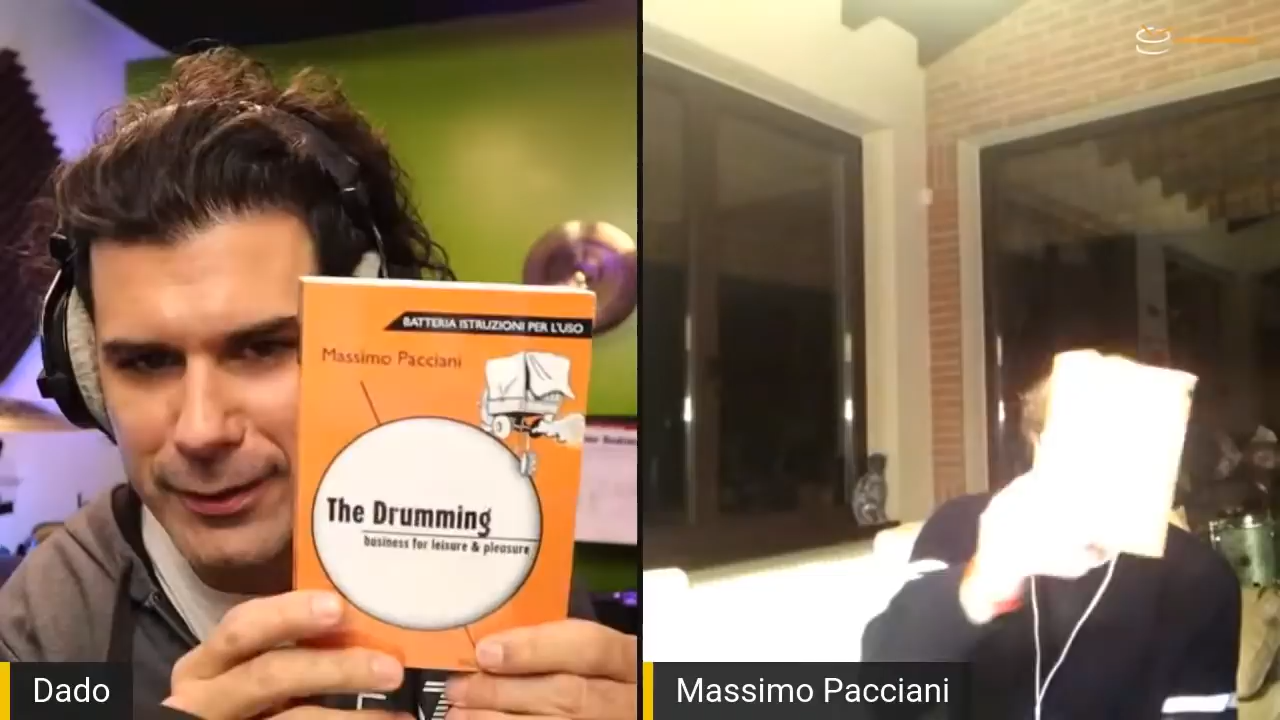 BATTERIA ISTRUZIONI PER L'USO
Massimo Pacciani
The Drumming
business for leisure & pleasure
Dado
Massimo Pacciani